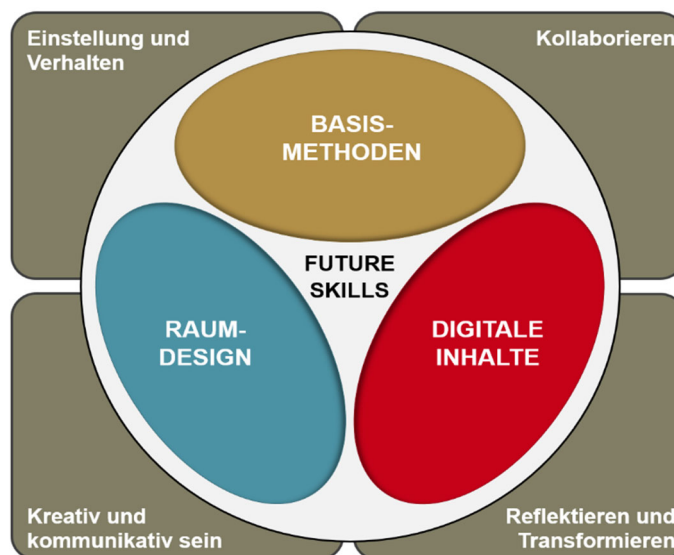 Einstellung und
Verhalten
Kollaborieren
BASIS-
METHODEN
FUTURE
SKILLS
RAUM-
DESIGN
DIGITALE
INHALTE
Kreativ und
kommunikativ sein
Reflektieren und
Transformieren